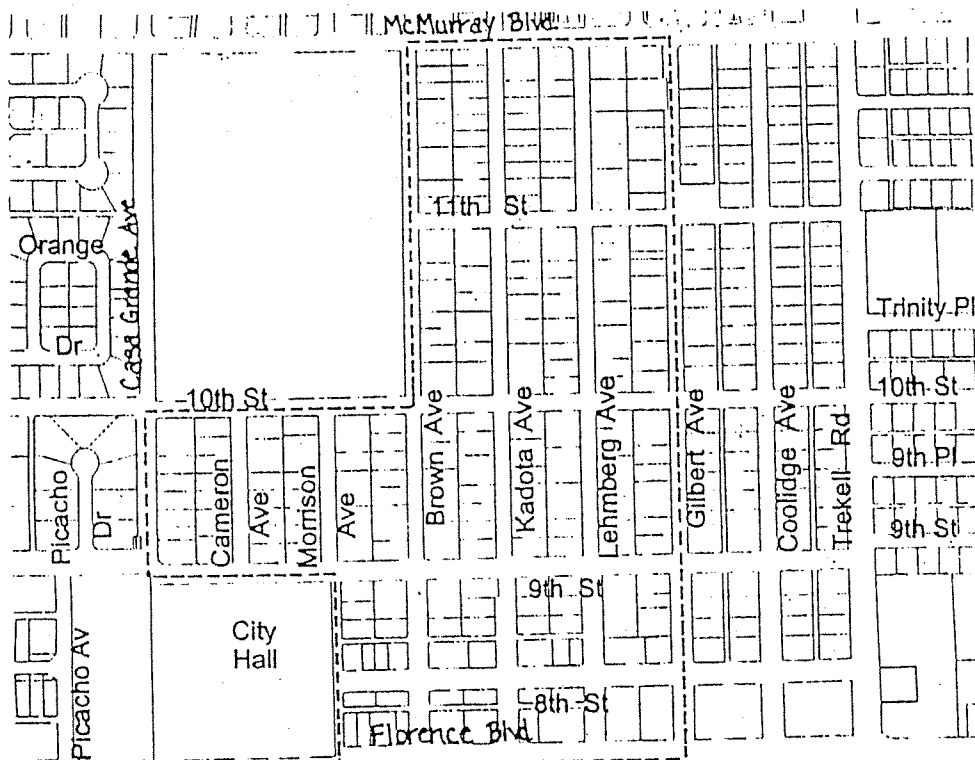 McMurray Blvd.
11th St
Orange
Dr
Casa Grande Ave
Trinity Pl
10th St
10th St
Picacho
Dr
Cameron
Ave
Morrison
Ave
Brown Ave
Kadota Ave
Lehmberg Ave
Gilbert Ave
Coolidge Ave
Trekell Rd
9th Pl
9th St
9th St
City
Hall
Picacho Av
8th St
Florence Blvd